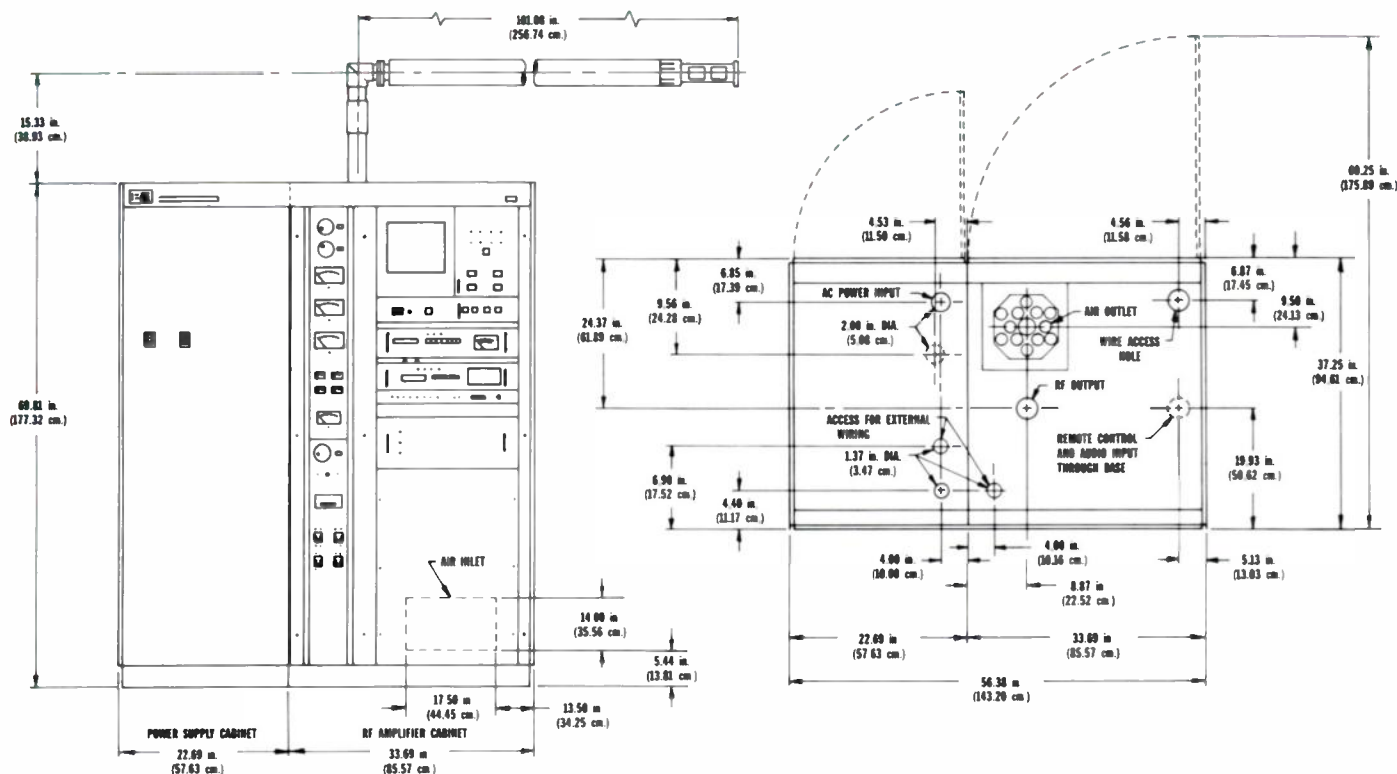 101.08 in.
(256.74 cm.)
15.33 in.
(38.93 cm.)
69.81 in.
(177.32 cm.)
AIR INLET
14.00 in
(35.56 cm.)
5.44 in.
(13.81 cm.)
17.50 in
(44.45 cm.)
13.50 in
(34.25 cm.)
POWER SUPPLY CABINET
RF AMPLIFIER CABINET
22.69 in.
(57.63 cm.)
33.69 in
(85.57 cm.)
69.25 in.
(175.89 cm.)
4.53 in.
(11.50 cm.)
4.56 in.
(11.58 cm.)
6.85 in.
(17.39 cm.)
9.56 in.
(24.28 cm.)
24.37 in.
(61.89 cm.)
AC POWER INPUT
2.00 in. DIA.
(5.08 cm.)
AIR OUTLET
6.87 in.
(17.45 cm.)
9.50 in.
(24.13 cm.)
WIRE ACCESS
HOLE
37.25 in.
(94.61 cm.)
RF OUTPUT
ACCESS FOR EXTERNAL
WIRING
1.37 in. DIA.
(3.47 cm.)
REMOTE CONTROL
AND AUDIO INPUT
THROUGH BASE
19.93 in.
(50.62 cm.)
6.90 in.
(17.52 cm.)
4.40 in.
(11.17 cm.)
4.00 in.
4.00 in.
(10.16 cm.)
5.13 in.
(13.03 cm.)
8.87 in
(22.52 cm.)
22.69 in
(57.63 cm.)
33.69 in
(85.57 cm.)
56.38 in
(143.20 cm.)